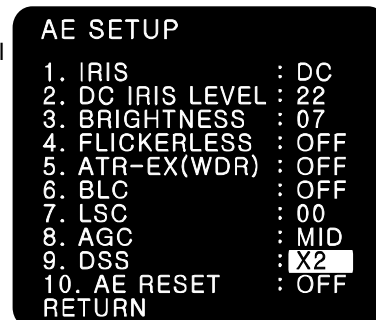 AE SETUP
1. IRIS : DC
2. DC IRIS LEVEL : 22
3. BRIGHTNESS : 07
4. FLICKERLESS : OFF
5. ATR-EX(WDR) : OFF
6. BLC : OFF
7. LSC : 00
8. AGC : MID
9. DSS : X2
10. AE RESET : OFF
RETURN